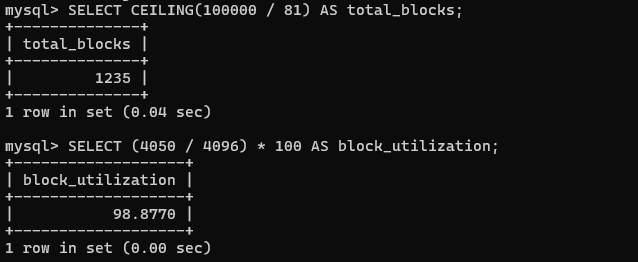 mysql> SELECT CEILING(100000 / 81) AS total_blocks;
+--------------+
| total_blocks |
+--------------+
|         1235 |
+--------------+
1 row in set (0.04 sec)

mysql> SELECT (4050 / 4096) * 100 AS block_utilization;
+-------------------+
| block_utilization |
+-------------------+
|           98.8770 |
+-------------------+
1 row in set (0.00 sec)